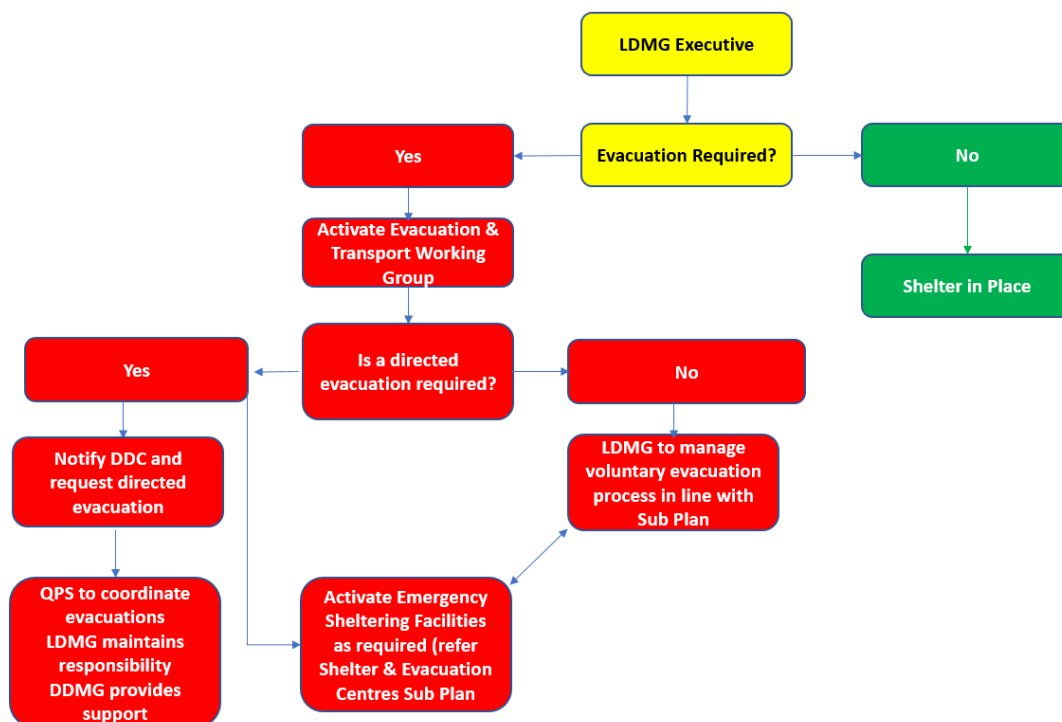 LDMG Executive
Evacuation Required?
Yes
No
Activate Evacuation &
Transport Working
Group
Shelter in Place
Is a directed
evacuation required?
Yes
No
Notify DDC and
request directed
evacuation
LDMG to manage
voluntary evacuation
process in line with
Sub Plan
QPS to coordinate
evacuations
LDMG maintains
responsibility
DDMG provides
support
Activate Emergency
Sheltering Facilities
as required (refer
Shelter & Evacuation
Centres Sub Plan